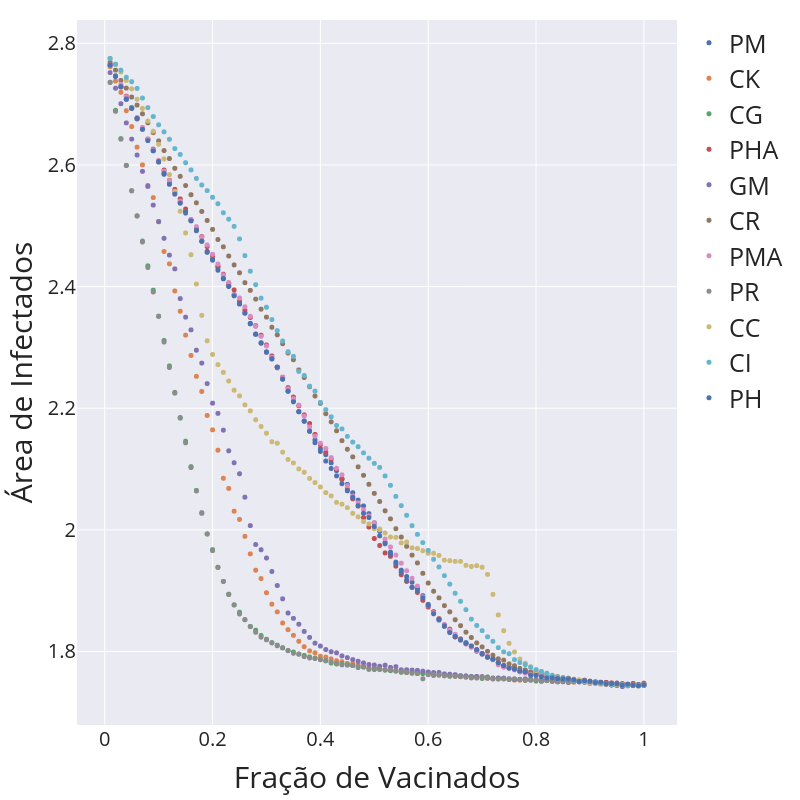 2.8
2.6
2.4
2.2
2
1.8
0
0.2
0.4
0.6
0.8
1
Fração de Vacinados
Área de Infectados
PM
CK
CG
PHA
GM
CR
PMA
PR
CC
CI
PH